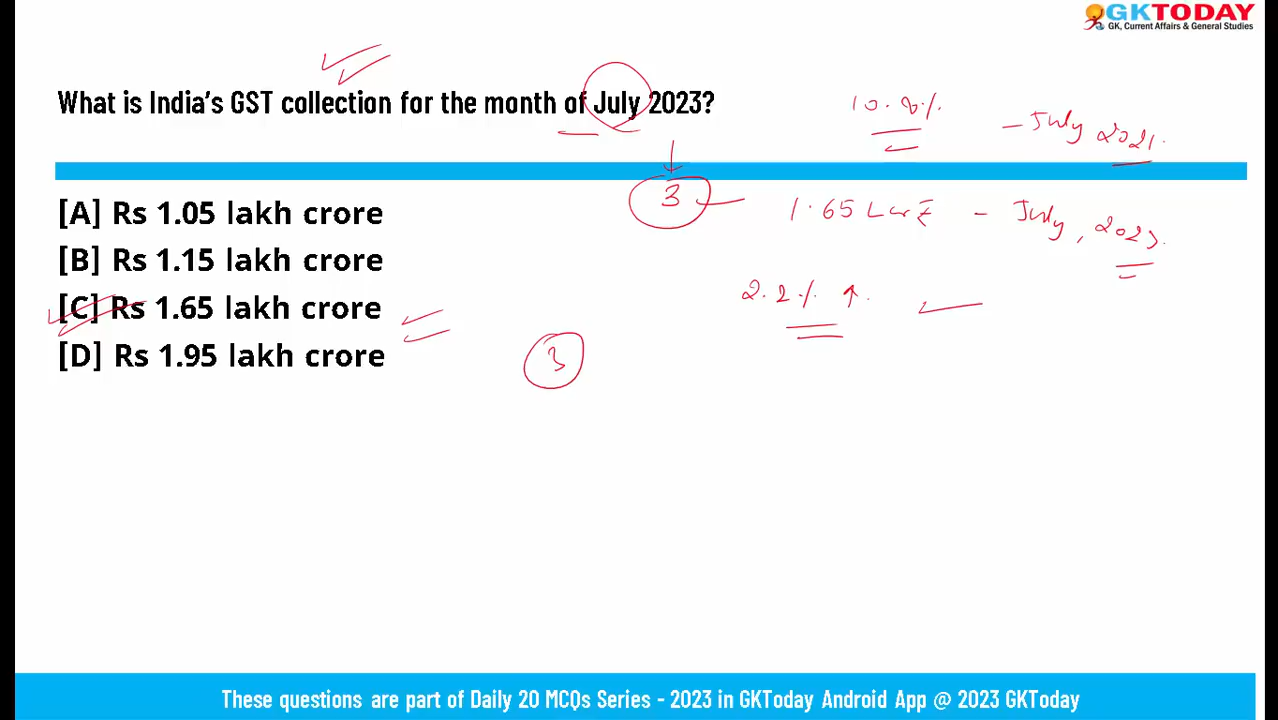 GKTODAY
GK, Current Affairs & General Studies
What is India's GST collection for the month of July 2023?
10.8% - July 2021.
3 - 1.65 L cr ₹ - July, 2023.
[A] Rs 1.05 lakh crore
[B] Rs 1.15 lakh crore
2.2% ↑.
[C] Rs 1.65 lakh crore
[D] Rs 1.95 lakh crore
3
These questions are part of Daily 20 MCQs Series - 2023 in GKToday Android App @ 2023 GKToday